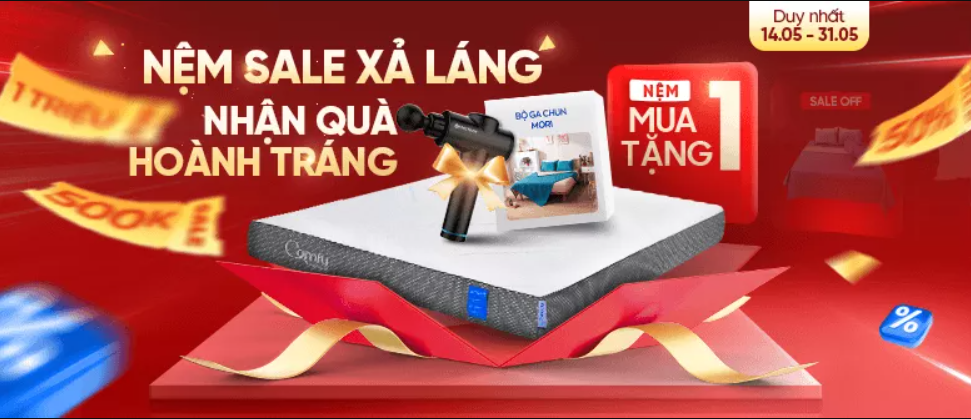 Duy nhất
14.05 - 31.05
NỆM SALE XẢ LÁNG
NHẬN QUÀ
HOÀNH TRÁNG
1 TRIỆU
500K
SALE
BỘ GA CHUN
MORI
NỆM
MUA
TẶNG
1
SALE OFF
50%
Comfy
%